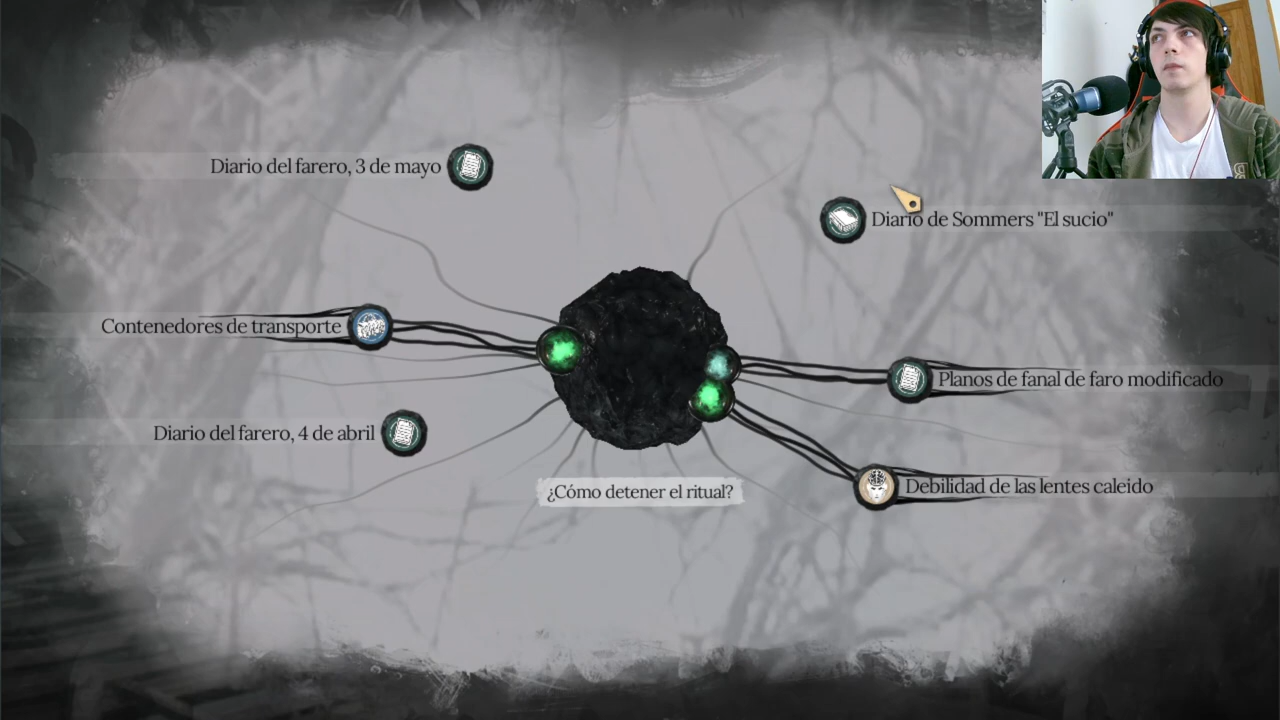 Diario del farero, 3 de mayo
Diario de Sommers "El sucio"
Contenedores de transporte
Planos de fanal de faro modificado
Diario del farero, 4 de abril
¿Cómo detener el ritual?
Debilidad de las lentes caleido